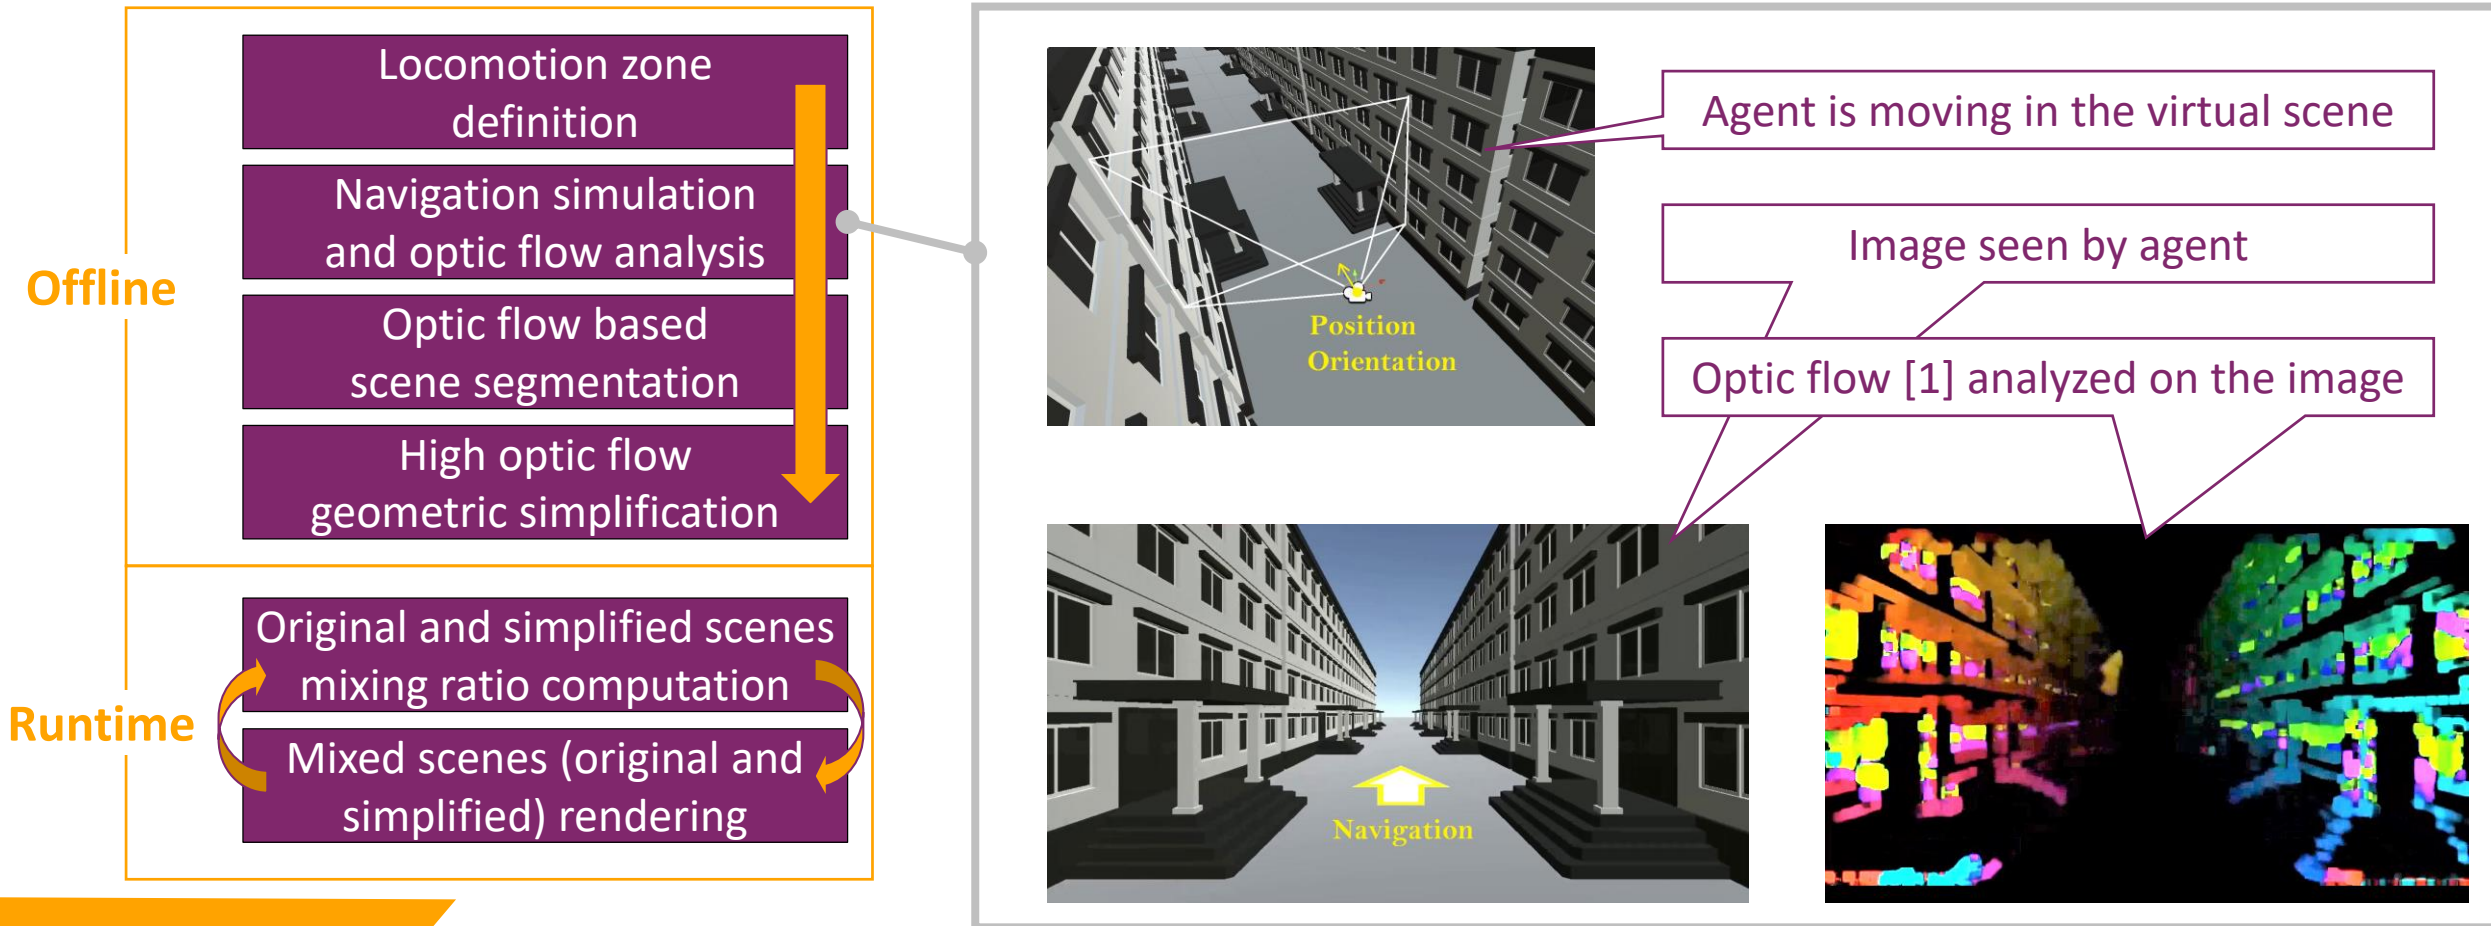 Offline
Locomotion zone
definition
Navigation simulation
and optic flow analysis
Optic flow based
scene segmentation
High optic flow
geometric simplification
Runtime
Original and simplified scenes
mixing ratio computation
Mixed scenes (original and
simplified) rendering
Position
Orientation
Agent is moving in the virtual scene
Image seen by agent
Optic flow [1] analyzed on the image
Navigation